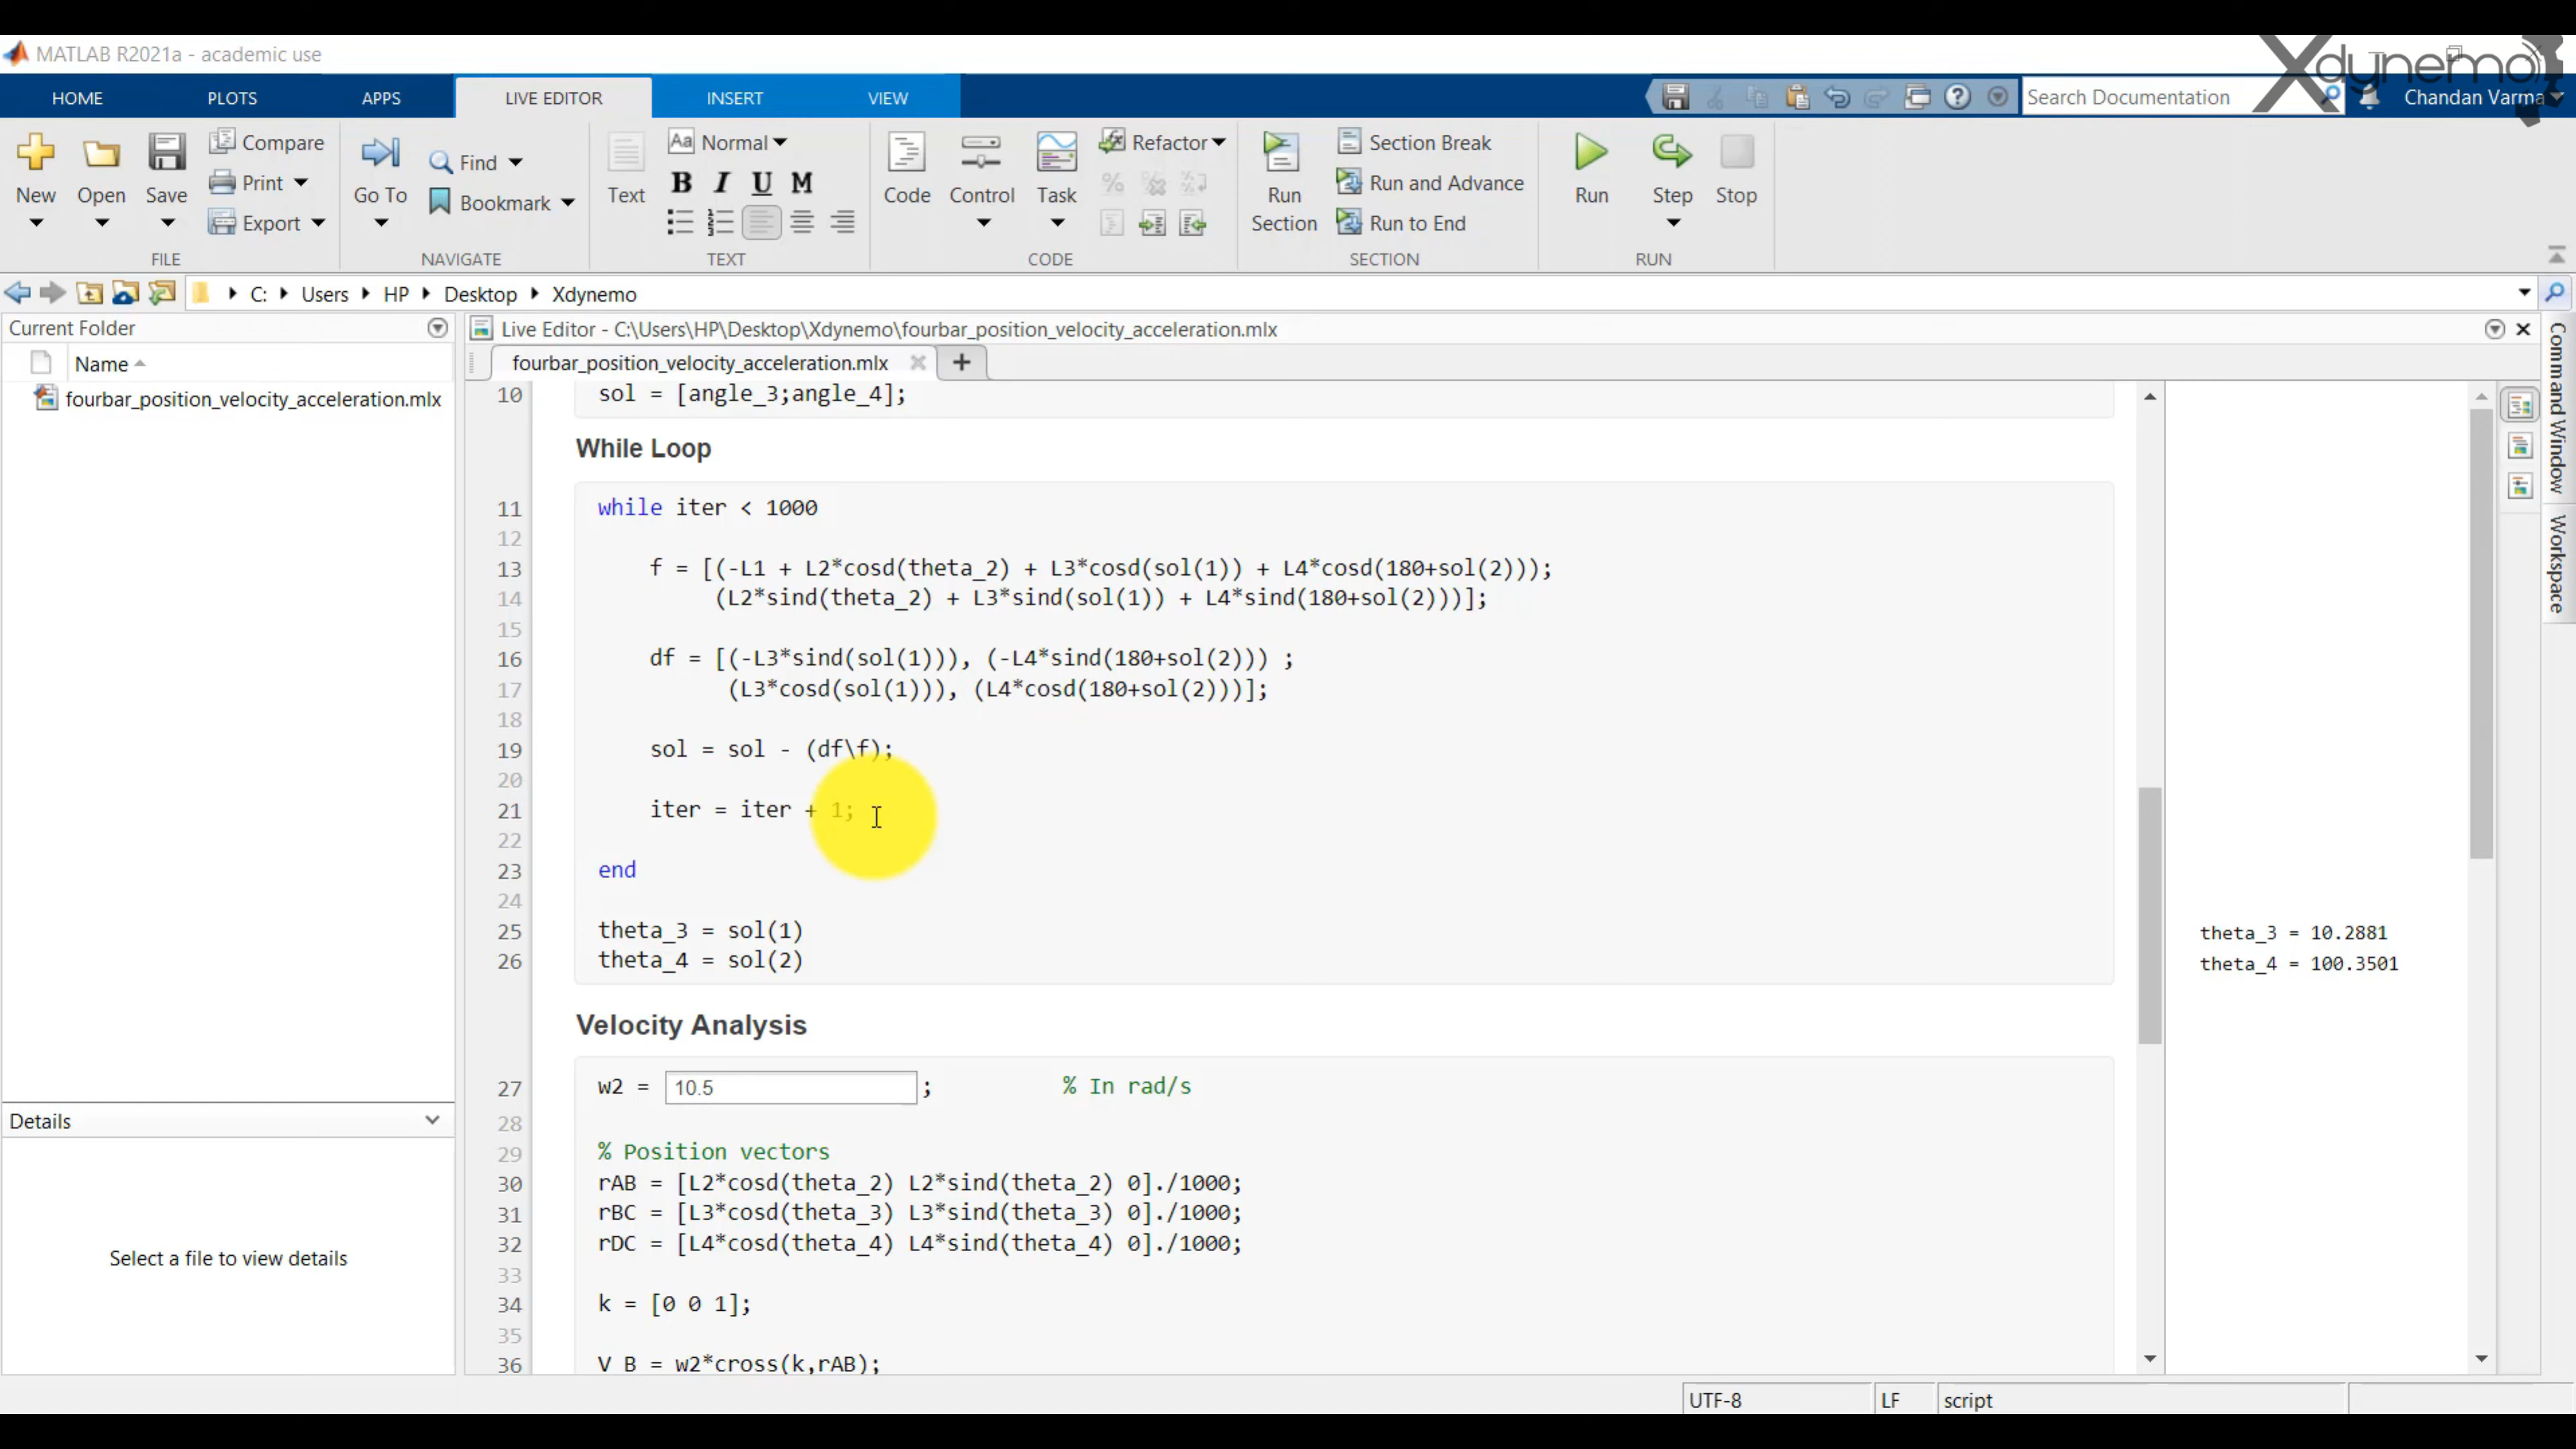 MATLAB R2021a - academic use
Xdynemo
HOME PLOTS APPS LIVE EDITOR INSERT VIEW Search Documentation Chandan Varma
Compare Find Aa Normal Refactor Section Break
New Open Save Print Go To Bookmark Text B I U M Code Control Task Run Section Run and Advance Run Step Stop
Export Run to End
FILE NAVIGATE TEXT CODE SECTION RUN
C: Users HP Desktop Xdynemo
Current Folder
Name
fourbar_position_velocity_acceleration.mlx
Details
Select a file to view details
Live Editor - C:\Users\HP\Desktop\Xdynemo\fourbar_position_velocity_acceleration.mlx
fourbar_position_velocity_acceleration.mlx
10 sol = [angle_3;angle_4];
While Loop
11 while iter < 1000
12
13 f = [(-L1 + L2*cosd(theta_2) + L3*cosd(sol(1)) + L4*cosd(180+sol(2)));
14 (L2*sind(theta_2) + L3*sind(sol(1)) + L4*sind(180+sol(2)))];
15
16 df = [(-L3*sind(sol(1))), (-L4*sind(180+sol(2))) ;
17 (L3*cosd(sol(1))), (L4*cosd(180+sol(2)))];
18
19 sol = sol - (df\f);
20
21 iter = iter + 1;
22
23 end
24
25 theta_3 = sol(1)
26 theta_4 = sol(2)
theta_3 = 10.2881
theta_4 = 100.3501
Velocity Analysis
27 w2 = 10.5 ; % In rad/s
28
29 % Position vectors
30 rAB = [L2*cosd(theta_2) L2*sind(theta_2) 0]./1000;
31 rBC = [L3*cosd(theta_3) L3*sind(theta_3) 0]./1000;
32 rDC = [L4*cosd(theta_4) L4*sind(theta_4) 0]./1000;
33
34 k = [0 0 1];
35
36 V_B = w2*cross(k,rAB);
Command Window
Workspace
UTF-8 LF script